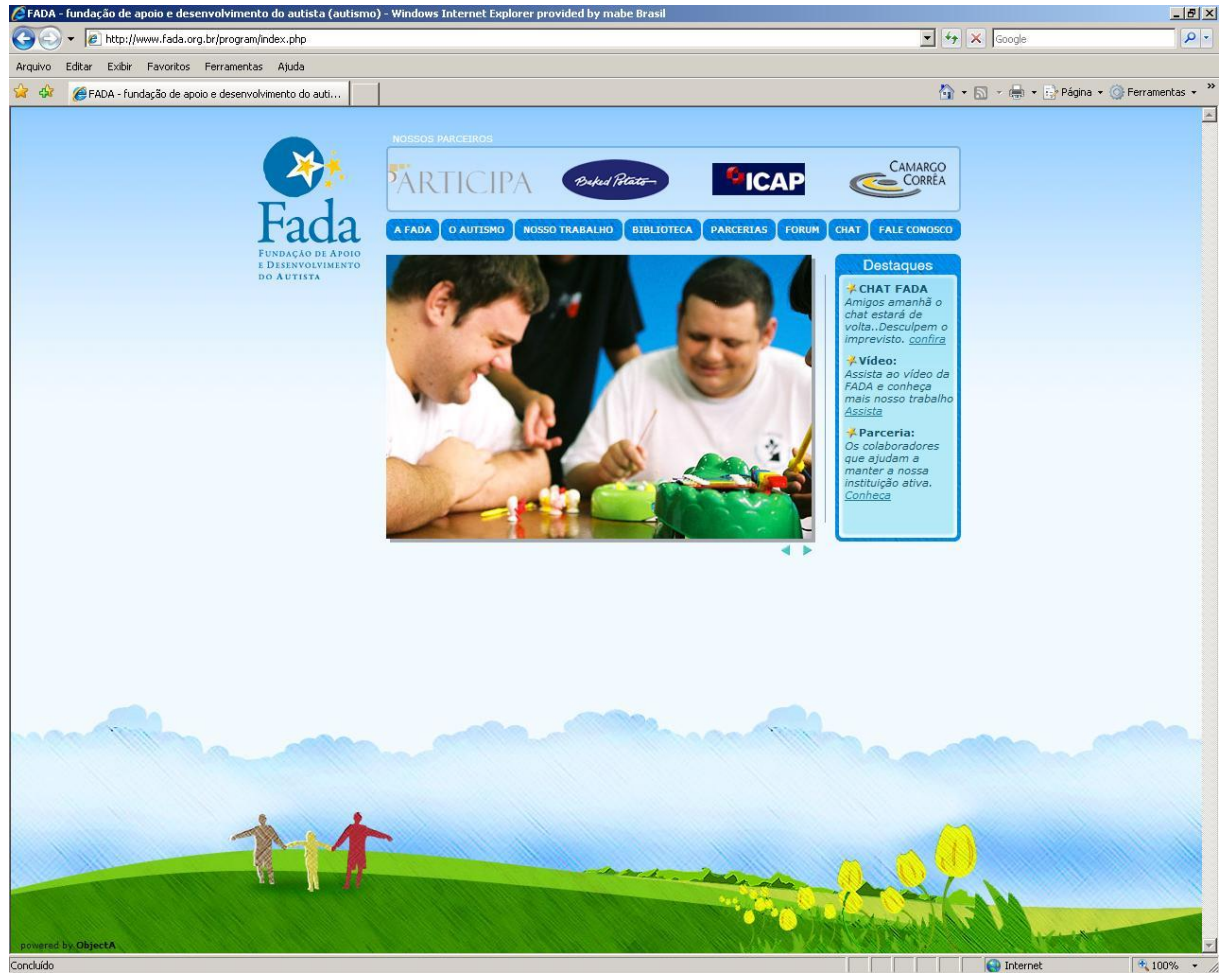 FADA - fundação de apoio e desenvolvimento do autista (autismo) - Windows Internet Explorer provided by mabe Brasil
http://www.fada.org.br/program/index.php
Google
Arquivo Editar Exibir Favoritos Ferramentas Ajuda
FADA - fundação de apoio e desenvolvimento do auti...
Página Ferramentas
Fada
FUNDAÇÃO DE APOIO
E DESENVOLVIMENTO
DO AUTISTA
NOSSOS PARCEIROS
PARTICIPA
Baked Potato
ICAP
CAMARGO
CORRÊA
A FADA O AUTISMO NOSSO TRABALHO BIBLIOTECA PARCERIAS FORUM CHAT FALE CONOSCO
Destaques
CHAT FADA
Amigos amanhã o
chat estará de
volta..Desculpem o
imprevisto. confira
Vídeo:
Assista ao vídeo da
FADA e conheça
mais nosso trabalho
Assista
Parceria:
Os colaboradores
que ajudam a
manter a nossa
instituição ativa.
Conheca
powered by ObjectA
Concluído
Internet
100%